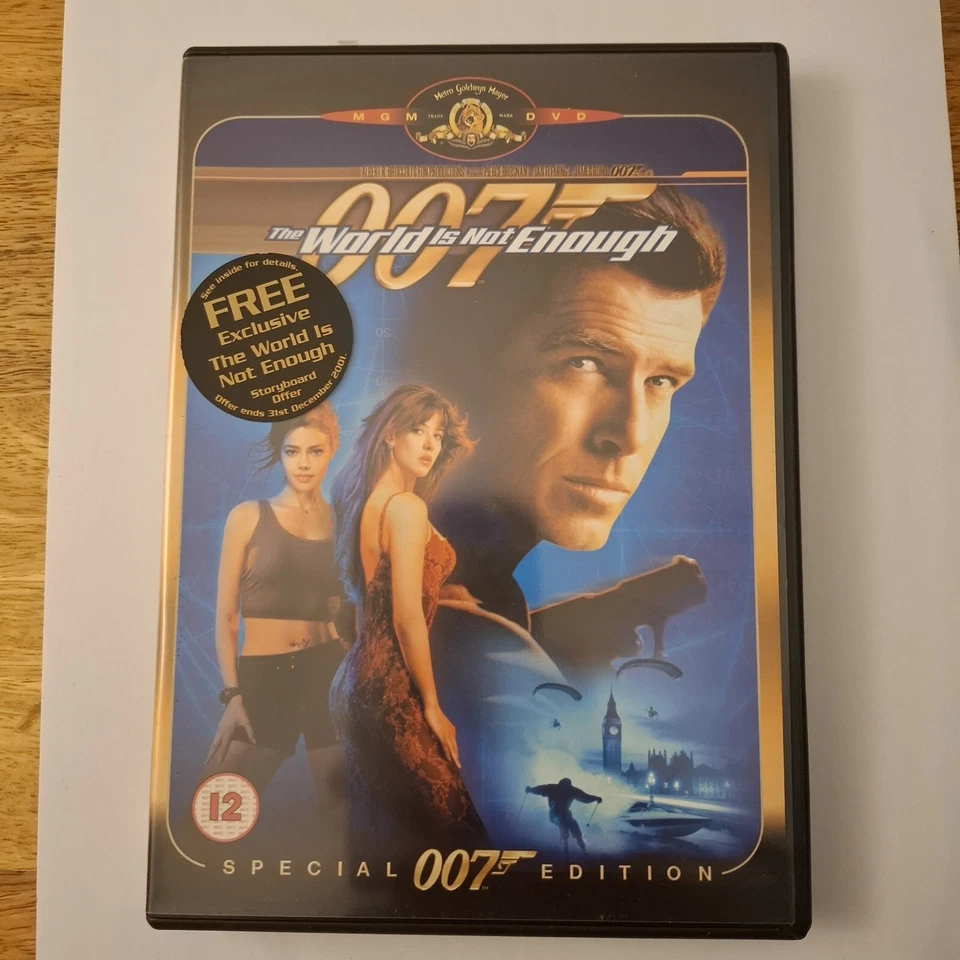 Metro Goldwyn Mayer
MGM TRADE MARK DVD
007
007
The World Is Not Enough
See inside for details.
FREE
Exclusive
The World Is
Not Enough
Storyboard
Offer
Offer ends 31st December 2001.
12
SPECIAL 007 EDITION